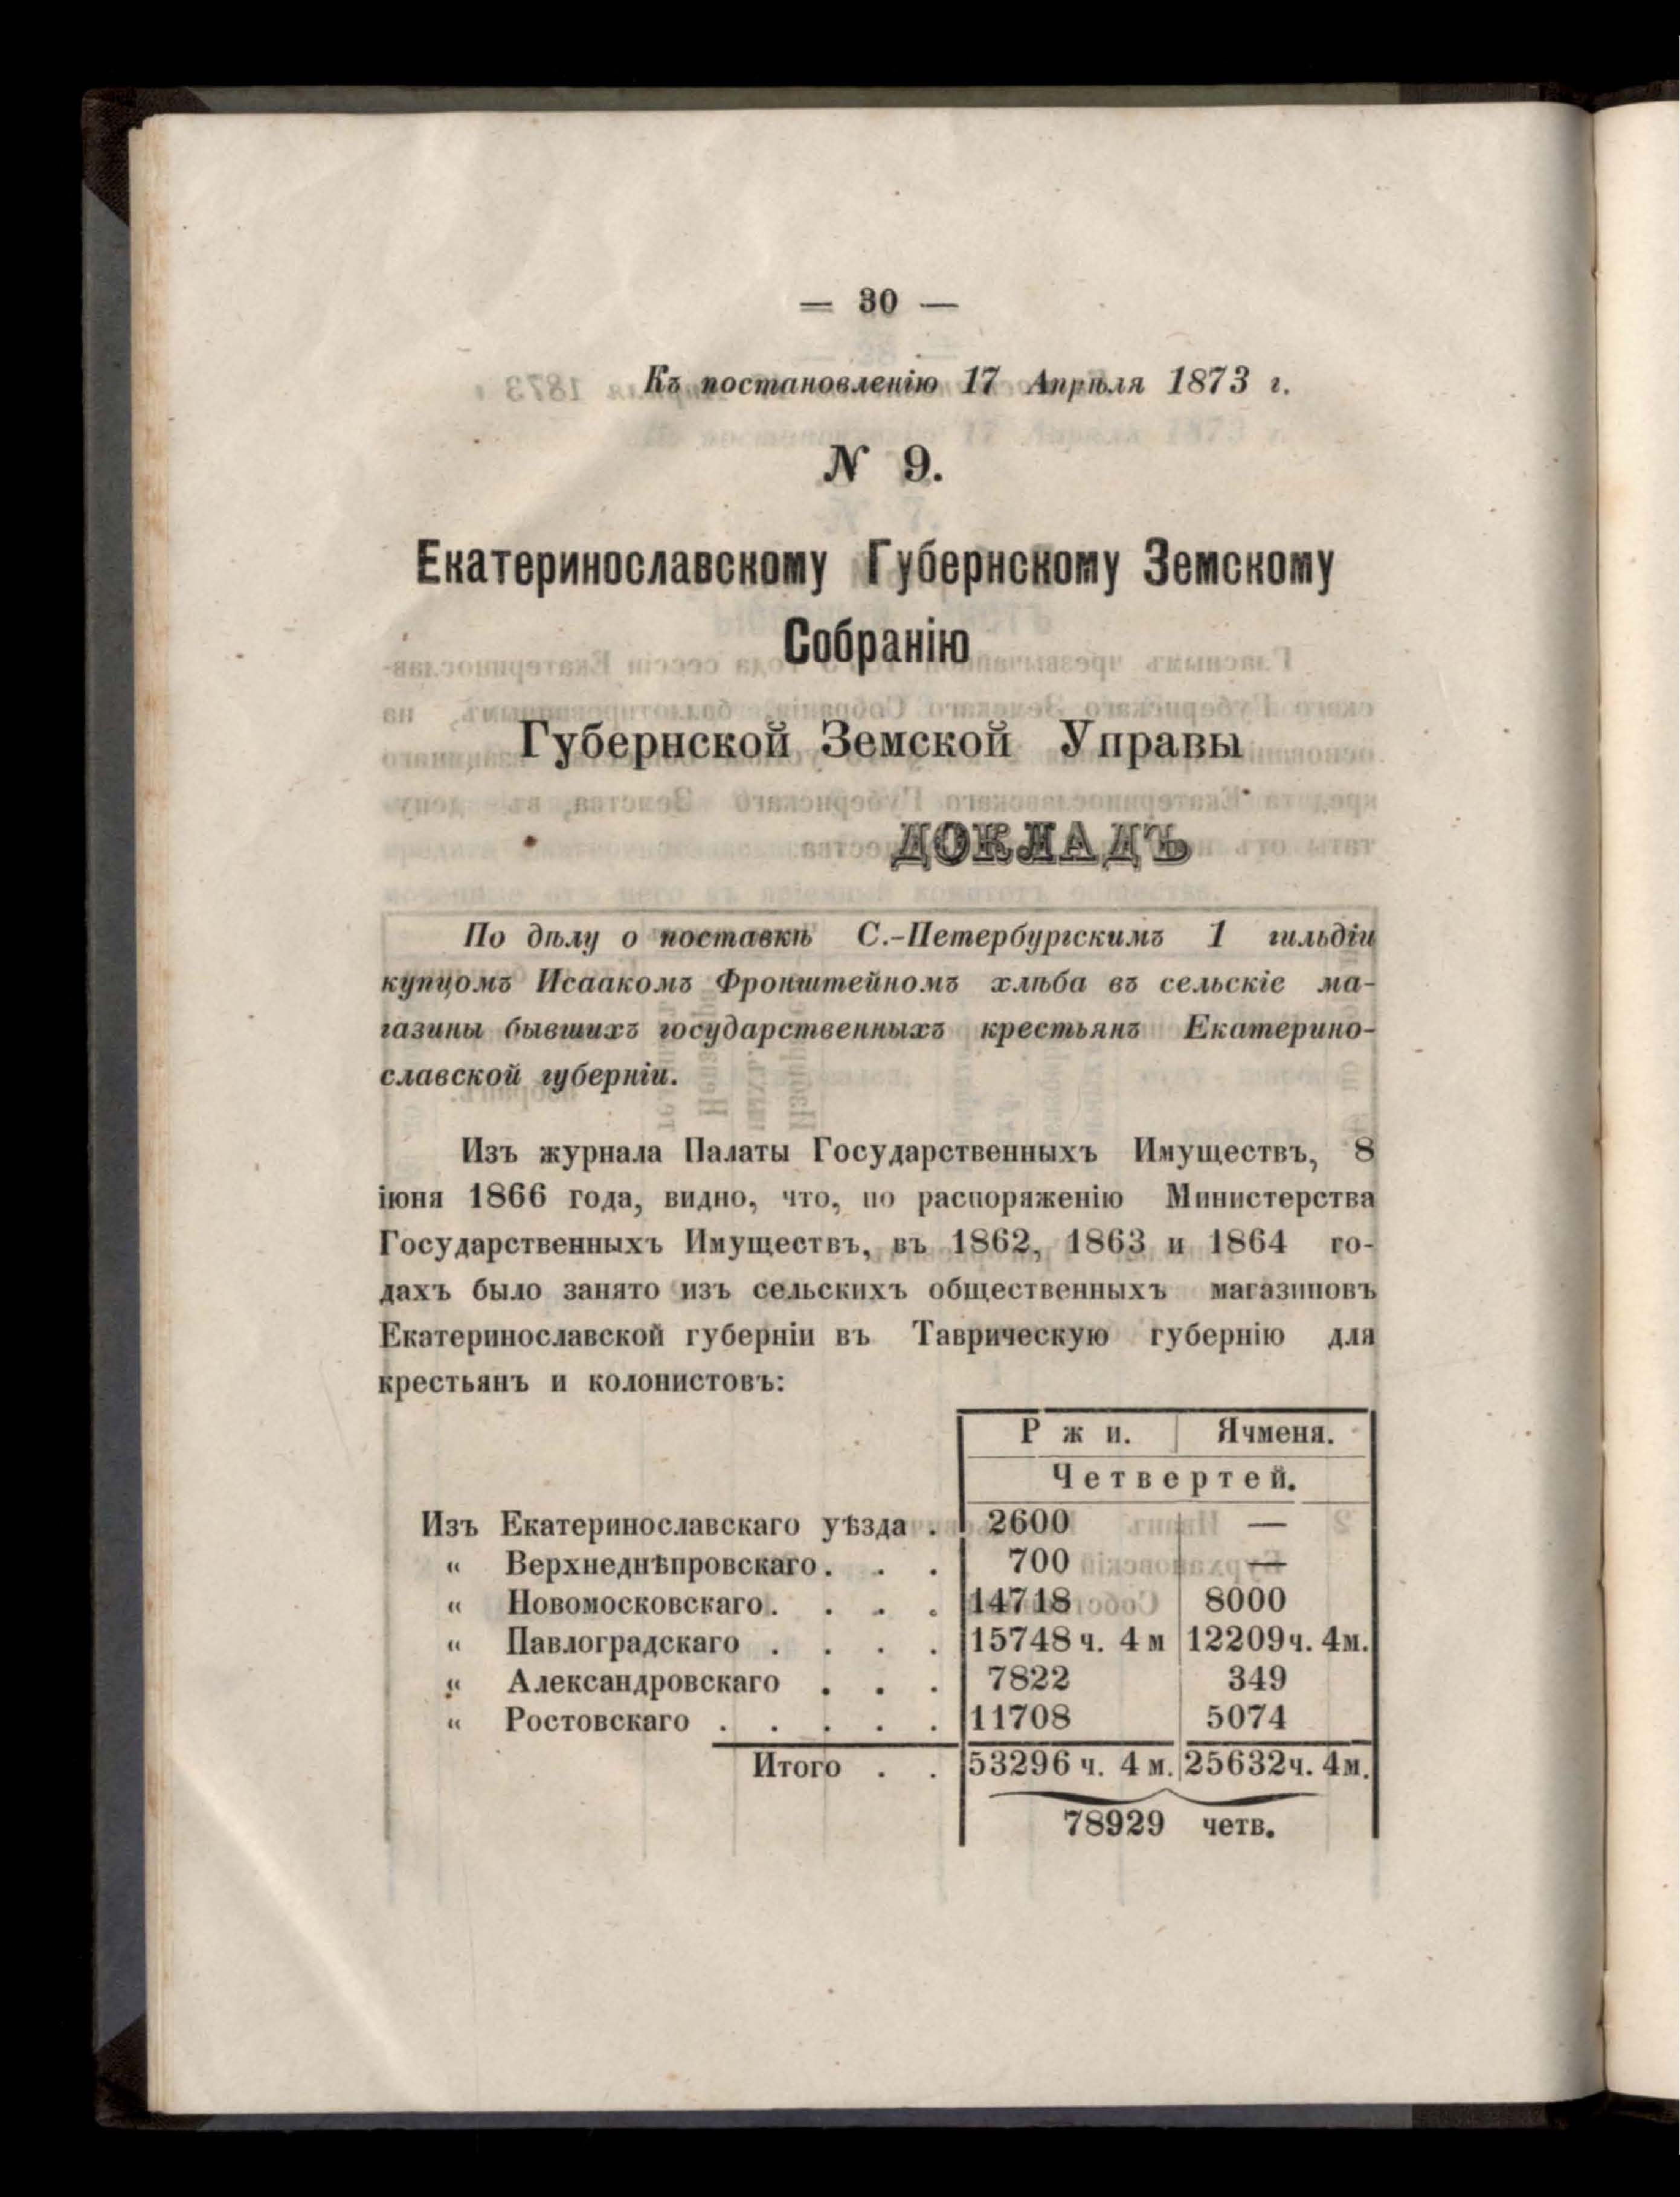 — 30 —
Къ постановленію 17 Апрѣля 1873 г.
№ 9.
Екатеринославскому Губернскому Земскому
Собранію
Губернской Земской Управы
ДОКЛАДЪ
По дѣлу о поставкѣ С.-Петербургскимъ 1 гильдіи
купцомъ Исаакомъ Фронштейномъ хлѣба въ сельскіе ма-
газины бывшихъ государственныхъ крестьянъ Екатерино-
славской губерніи.
Изъ журнала Палаты Государственныхъ Имуществъ, 8
іюня 1866 года, видно, что, по распоряженію Министерства
Государственныхъ Имуществъ, въ 1862, 1863 и 1864 го-
дахъ было занято изъ сельскихъ общественныхъ магазиновъ
Екатеринославской губерніи въ Таврическую губернію для
крестьянъ и колонистовъ:
Ржи. Ячменя.
Четвертей.
Изъ Екатеринославскаго уѣзда . 2600 —
“ Верхнеднѣпровскаго. . . 700 —
“ Новомосковскаго. . . . 14718 8000
“ Павлоградскаго . . . . 15748 ч. 4 м 12209 ч. 4 м.
“ Александровскаго . . . 7822 349
“ Ростовскаго . . . . . 11708 5074
Итого . . 53296 ч. 4 м. 25632 ч. 4 м.
78929 четв.